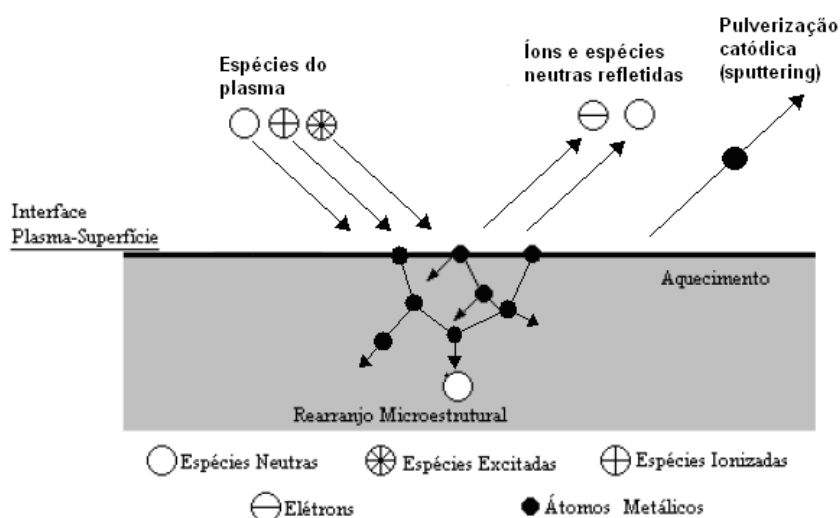 Espécies do
plasma
Íons e espécies
neutras refletidas
Pulverização
catódica
(sputtering)
Interface
Plasma-Superfície
Aquecimento
Rearranjo Microestrutural
Espécies Neutras
Espécies Excitadas
Espécies Ionizadas
Elétrons
Átomos Metálicos